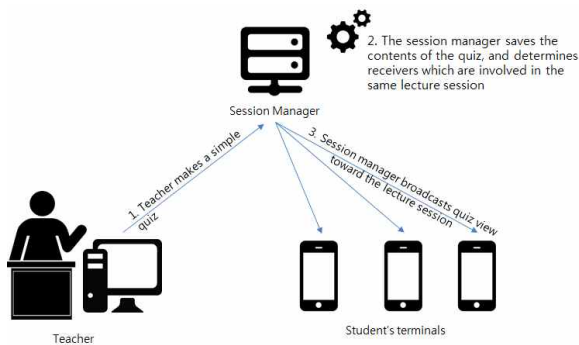 2. The session manager saves the
contents of the quiz, and determines
receivers which are involved in the
same lecture session
Session Manager
1. Teacher makes a simple
quiz
3. Session manager broadcasts quiz view
toward the lecture session
Teacher
Student's terminals